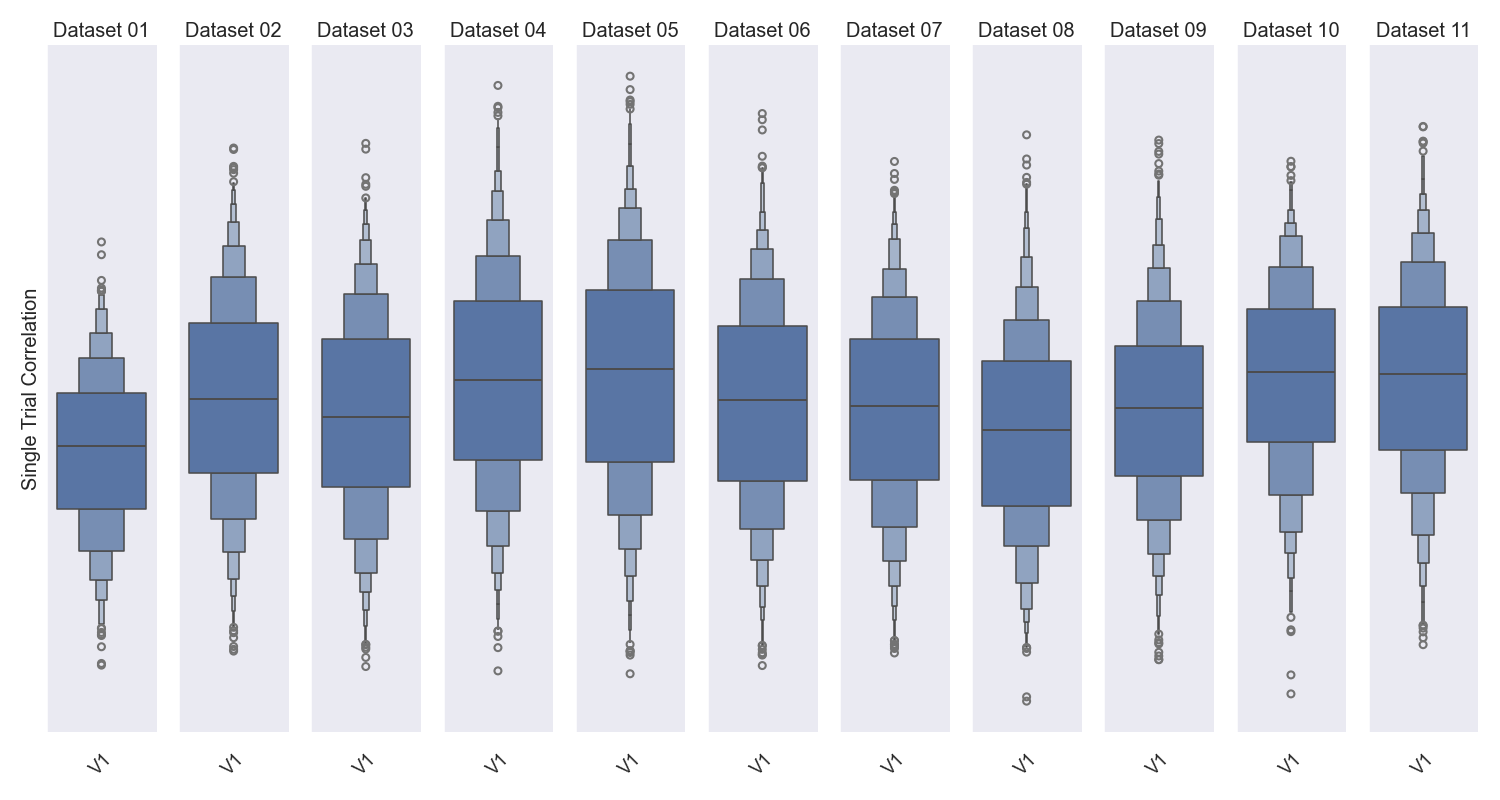 Dataset 01 Dataset 02 Dataset 03 Dataset 04 Dataset 05 Dataset 06 Dataset 07 Dataset 08 Dataset 09 Dataset 10 Dataset 11
Single Trial Correlation
V1 V1 V1 V1 V1 V1 V1 V1 V1 V1 V1